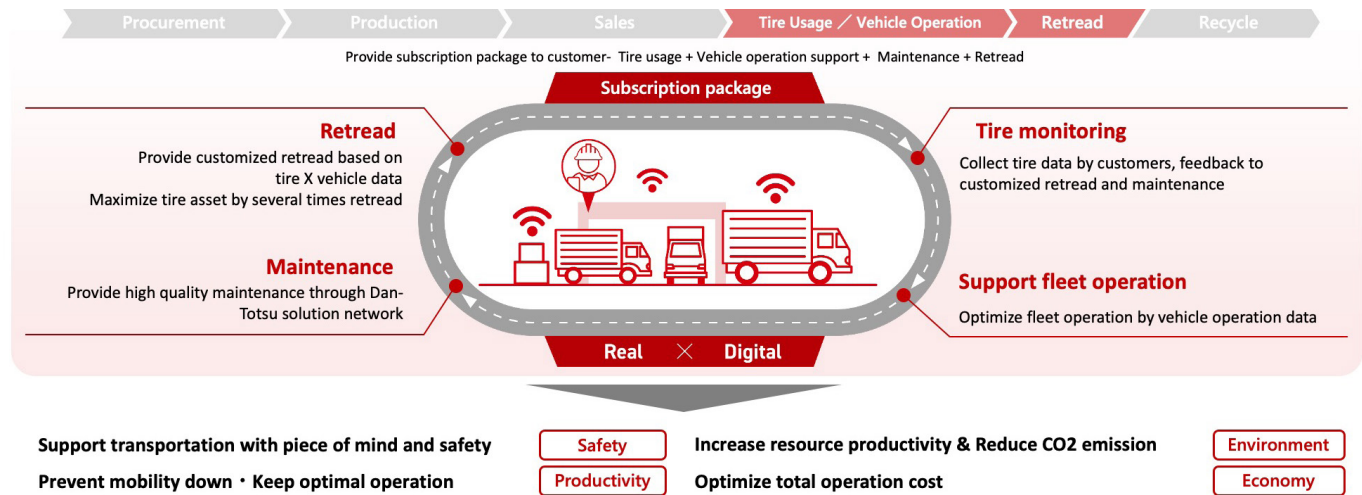 Procurement
Production
Sales
Tire Usage ／ Vehicle Operation
Retread
Recycle
Provide subscription package to customer- Tire usage + Vehicle operation support + Maintenance + Retread
Subscription package
Retread
Provide customized retread based on
tire X vehicle data
Maximize tire asset by several times retread
Tire monitoring
Collect tire data by customers, feedback to
customized retread and maintenance
Maintenance
Provide high quality maintenance through Dan-
Totsu solution network
Support fleet operation
Optimize fleet operation by vehicle operation data
Real × Digital
Support transportation with piece of mind and safety
Safety
Increase resource productivity & Reduce CO2 emission
Environment
Prevent mobility down・Keep optimal operation
Productivity
Optimize total operation cost
Economy